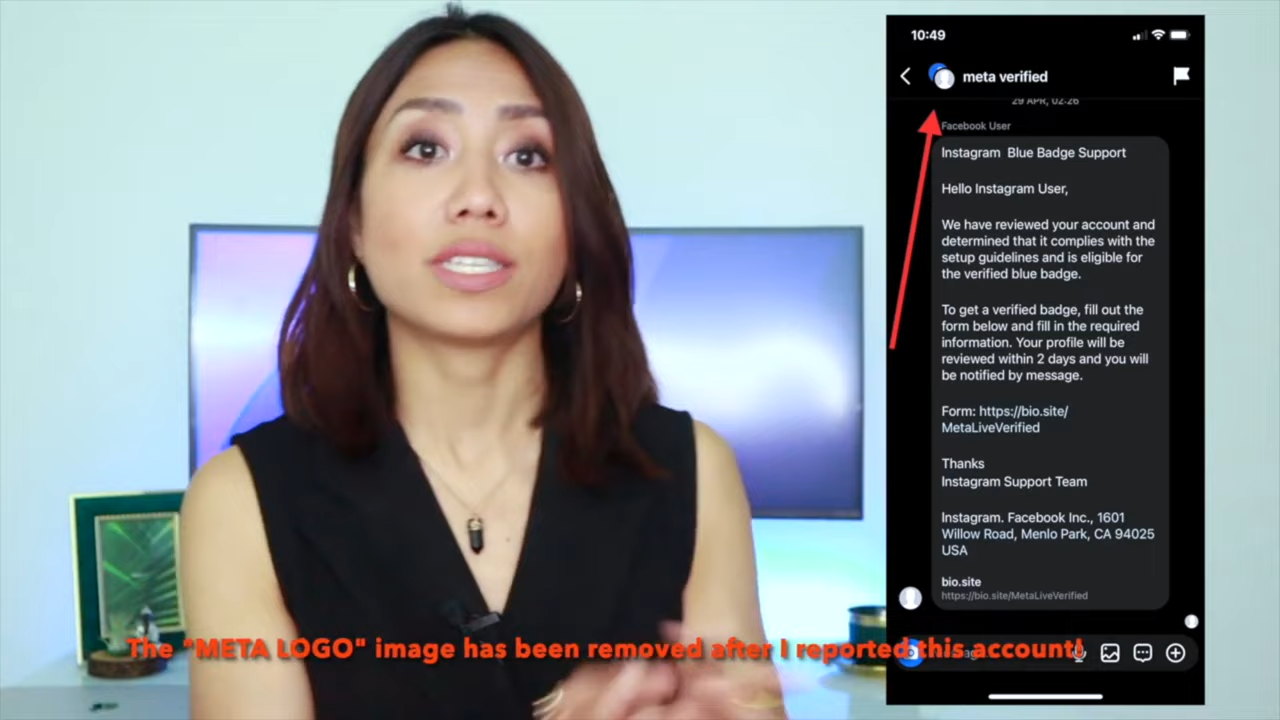 10:49
meta verified
29 APR, 02:26
Facebook User
Instagram  Blue Badge Support
Hello Instagram User,
We have reviewed your account and
determined that it complies with the
setup guidelines and is eligible for
the verified blue badge.
To get a verified badge, fill out the
form below and fill in the required
information. Your profile will be
reviewed within 2 days and you will
be notified by message.
Form: https://bio.site/
MetaLiveVerified
Thanks
Instagram Support Team
Instagram. Facebook Inc., 1601
Willow Road, Menlo Park, CA 94025
USA
bio.site
https://bio.site/MetaLiveVerified
The "META LOGO" image has been removed after I reported this account!